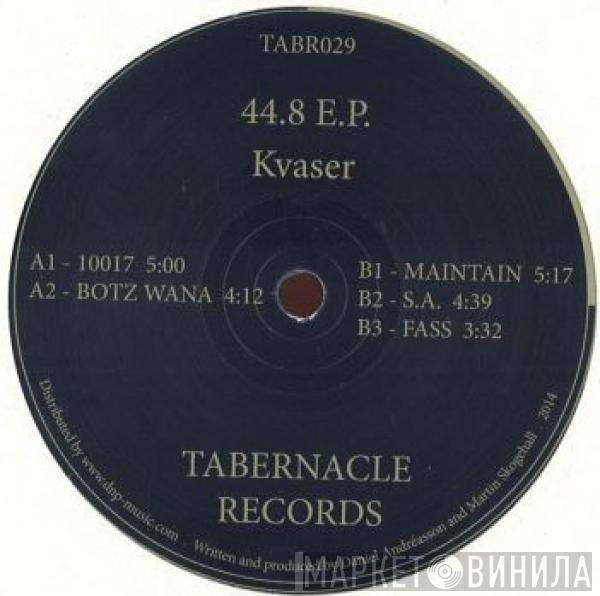 TABR029
44.8 E.P.
Kvaser
A1 - 10017 5:00
A2 - BOTZ WANA 4:12
B1 - MAINTAIN 5:17
B2 - S.A. 4:39
B3 - FASS 3:32
TABERNACLE
RECORDS
Distributed by www.dnp-music.com · Written and produced by Daniel Andréasson and Martin Skogehall · 2014
МАРКЕТ ВИНИЛА